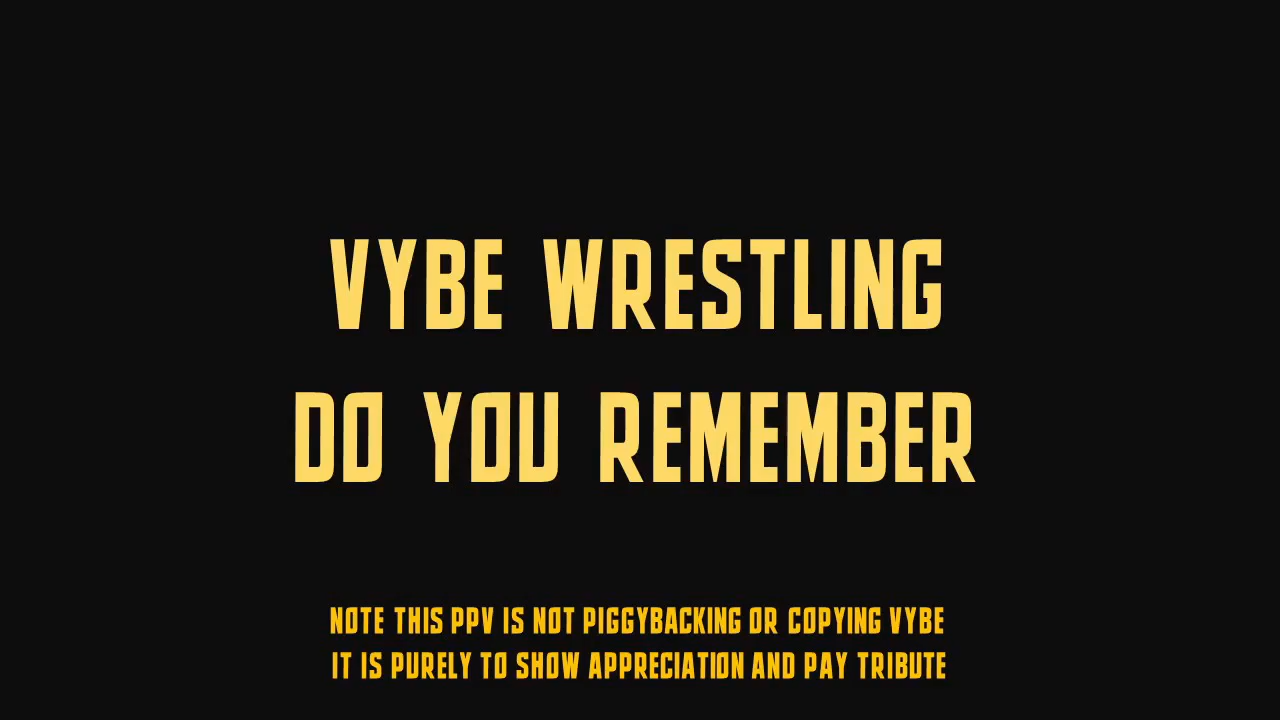 VYBE WRESTLING
DO YOU REMEMBER
NOTE THIS PPV IS NOT PIGGYBACKING OR COPYING VYBE
IT IS PURELY TO SHOW APPRECIATION AND PAY TRIBUTE